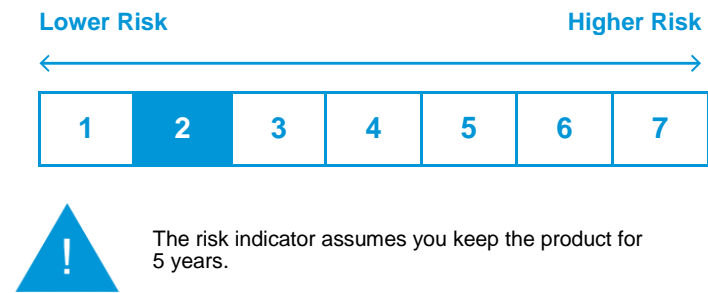 Lower Risk Higher Risk
1 2 3 4 5 6 7
!
The risk indicator assumes you keep the product for
5 years.